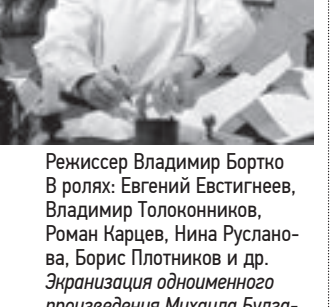 Режиссер Владимир Бортко
В ролях: Евгений Евстигнеев,
Владимир Толоконников,
Роман Карцев, Нина Руслано-
ва, Борис Плотников и др.
Экранизация одноименного
произведения Михаила Булга-